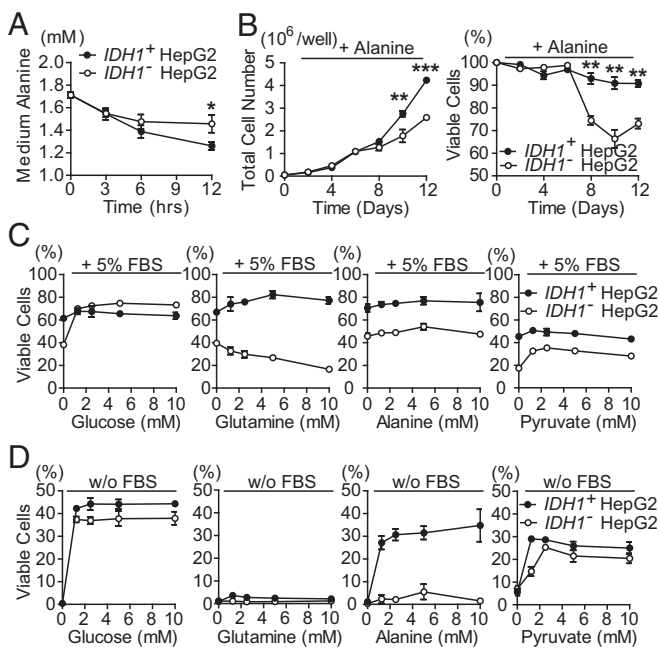 A
(mM)
IDH1+ HepG2
IDH1- HepG2
Medium Alanine
2.0
1.8
1.6
1.4
1.2
1.0
*
0 3 6 9 12
Time (hrs)
B
(10^6/well)
+ Alanine
Total Cell Number
5
4
3
2
1
0
**
***
0 2 4 6 8 10 12
Time (Days)
(%)
+ Alanine
Viable Cells
100
90
80
70
60
50
** ** **
IDH1+ HepG2
IDH1- HepG2
0 2 4 6 8 10 12
Time (Days)
C
(%)
+ 5% FBS
Viable Cells
100
80
60
40
20
0
0 2 4 6 8 10
Glucose (mM)
(%)
+ 5% FBS
100
80
60
40
20
0
0 2 4 6 8 10
Glutamine (mM)
(%)
+ 5% FBS
100
80
60
40
20
0
0 2 4 6 8 10
Alanine (mM)
(%)
+ 5% FBS
100
80
60
40
20
0
IDH1+ HepG2
IDH1- HepG2
0 2 4 6 8 10
Pyruvate (mM)
D
(%)
w/o FBS
Viable Cells
50
40
30
20
10
0
0 2 4 6 8 10
Glucose (mM)
(%)
w/o FBS
50
40
30
20
10
0
0 2 4 6 8 10
Glutamine (mM)
(%)
w/o FBS
50
40
30
20
10
0
0 2 4 6 8 10
Alanine (mM)
(%)
w/o FBS
50
40
30
20
10
0
IDH1+ HepG2
IDH1- HepG2
0 2 4 6 8 10
Pyruvate (mM)